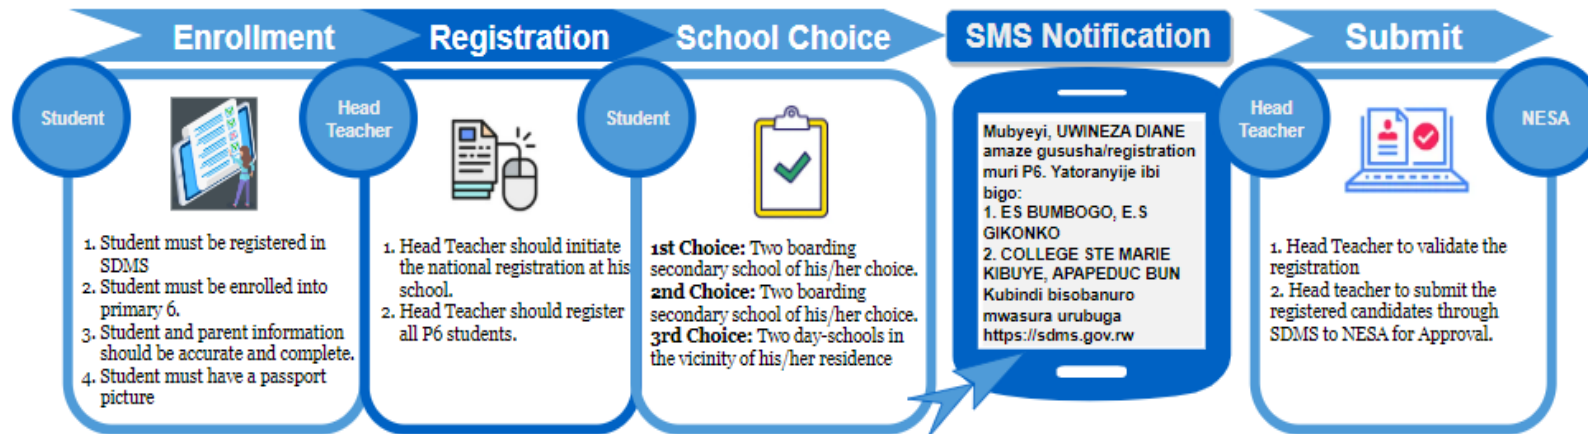 Enrollment
Registration
School Choice
SMS Notification
Submit
Student
Head
Teacher
Student
Head
Teacher
NESA
1. Student must be registered in
SDMS
2. Student must be enrolled into
primary 6.
3. Student and parent information
should be accurate and complete.
4. Student must have a passport
picture
1. Head Teacher should initiate
the national registration at his
school.
2. Head Teacher should register
all P6 students.
1st Choice: Two boarding
secondary school of his/her choice.
2nd Choice: Two boarding
secondary school of his/her choice.
3rd Choice: Two day-schools in
the vicinity of his/her residence
Mubyeyi, UWINEZA DIANE
amaze gususha/registration
muri P6. Yatoranyije ibi
bigo:
1. ES BUMBOGO, E.S
GIKONKO
2. COLLEGE STE MARIE
KIBUYE, APAPEDUC BUN
Kubindi bisobanuro
mwasura urubuga
https://sdms.gov.rw
1. Head Teacher to validate the
registration
2. Head teacher to submit the
registered candidates through
SDMS to NESA for Approval.